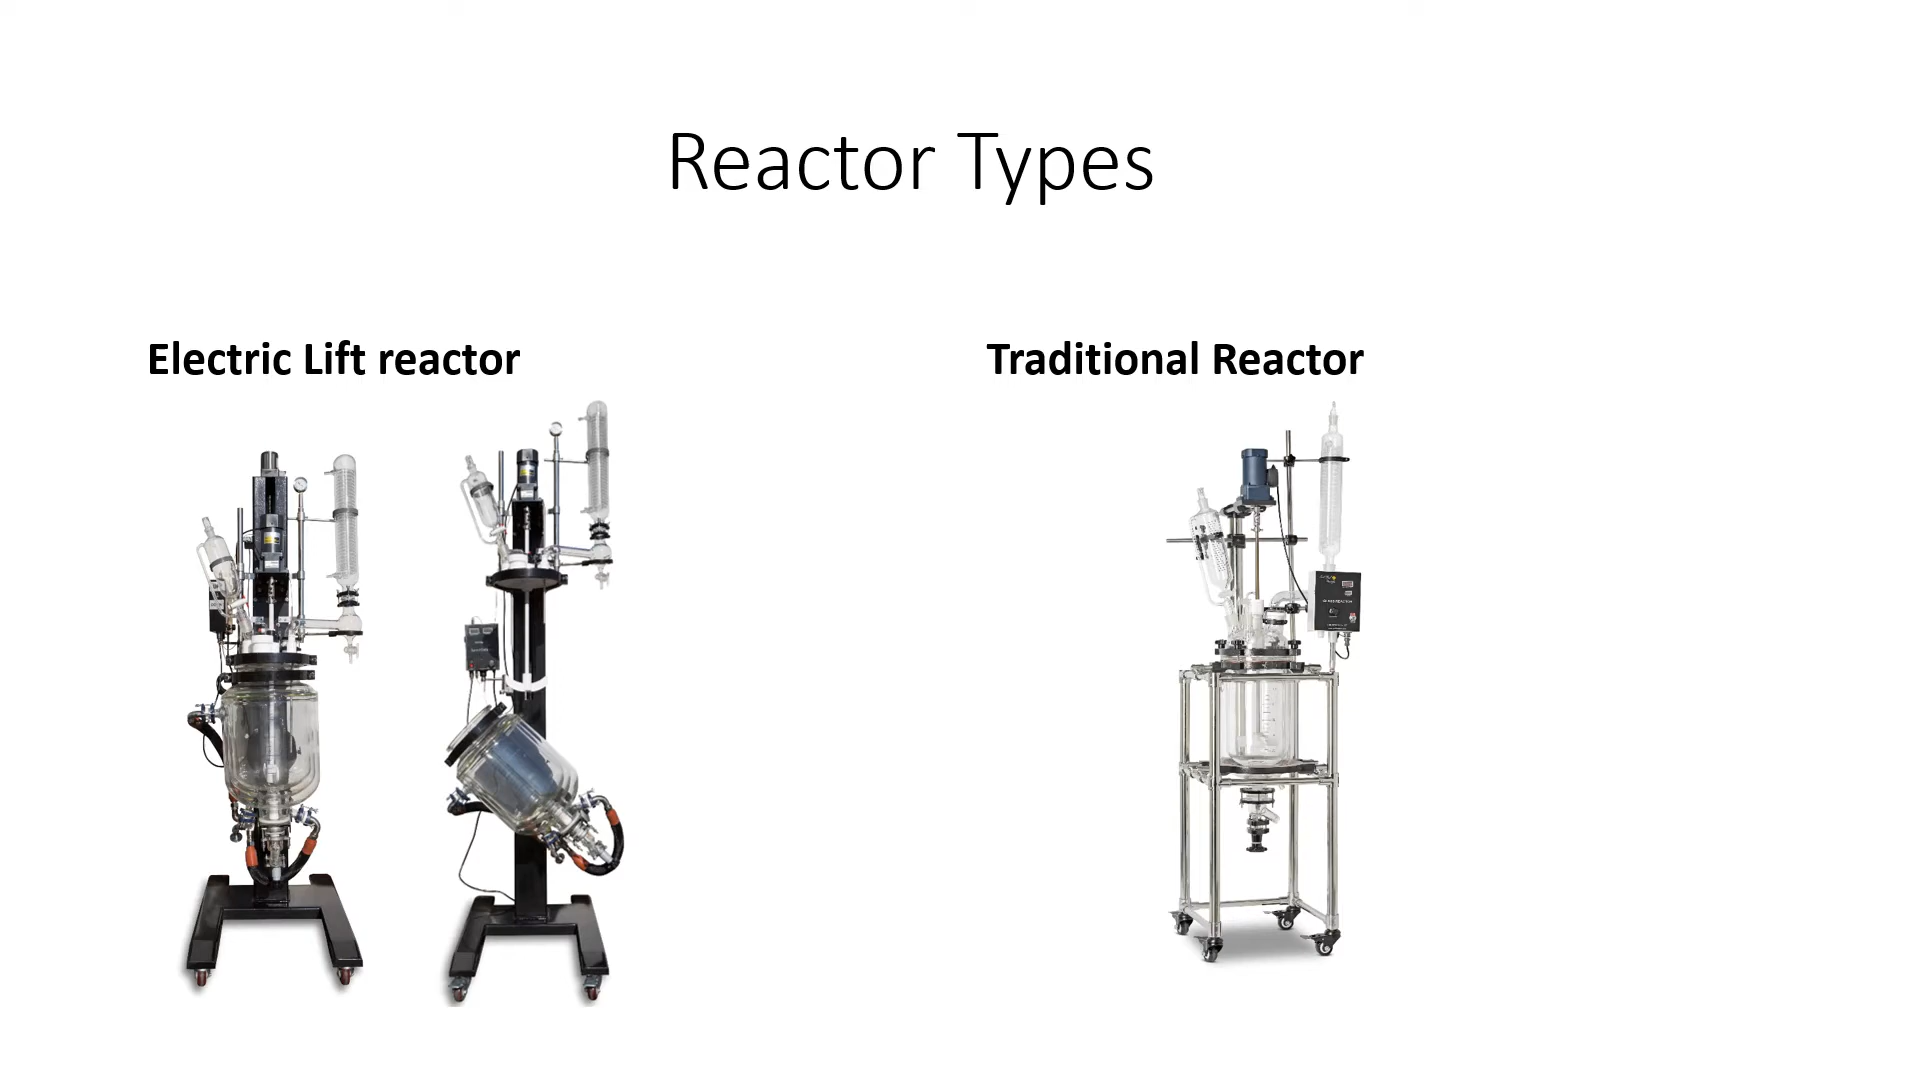 Reactor Types
Electric Lift reactor
Traditional Reactor